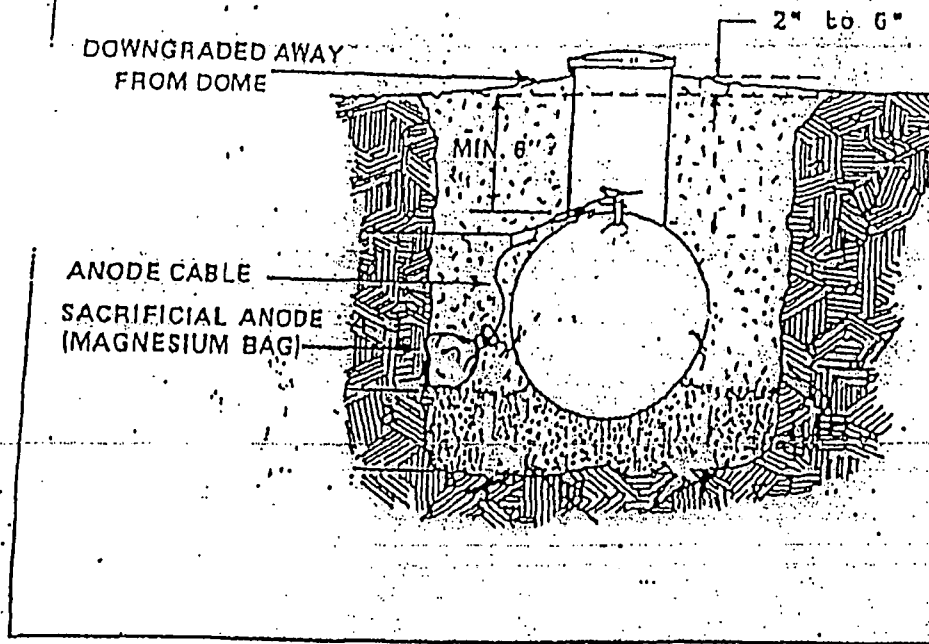 2" to 6"
DOWNGRADED AWAY
FROM DOME
MIN. 6"
ANODE CABLE
SACRIFICIAL ANODE
(MAGNESIUM BAG)